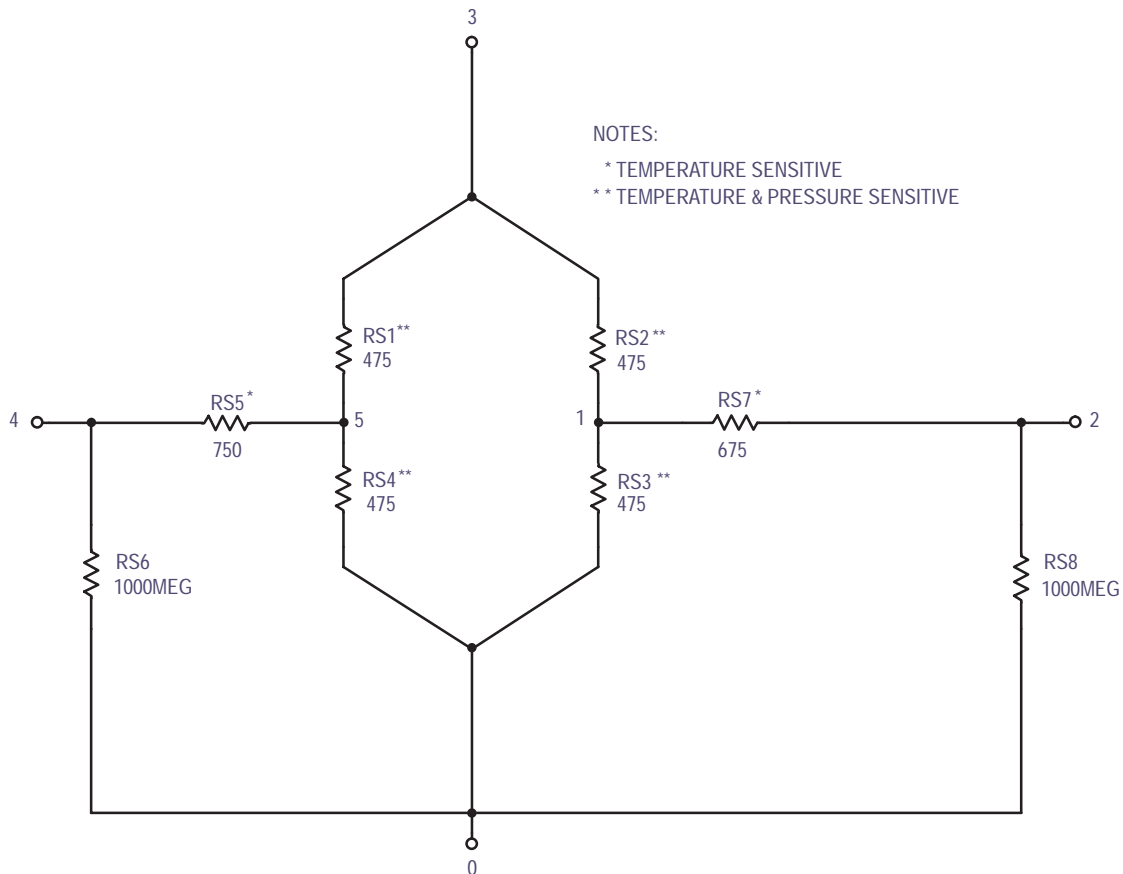 3
NOTES:
* TEMPERATURE SENSITIVE
* * TEMPERATURE & PRESSURE SENSITIVE
RS1**
475
RS2**
475
4
RS5*
750
5
1
RS7*
675
2
RS4**
475
RS3**
475
RS6
1000MEG
RS8
1000MEG
0